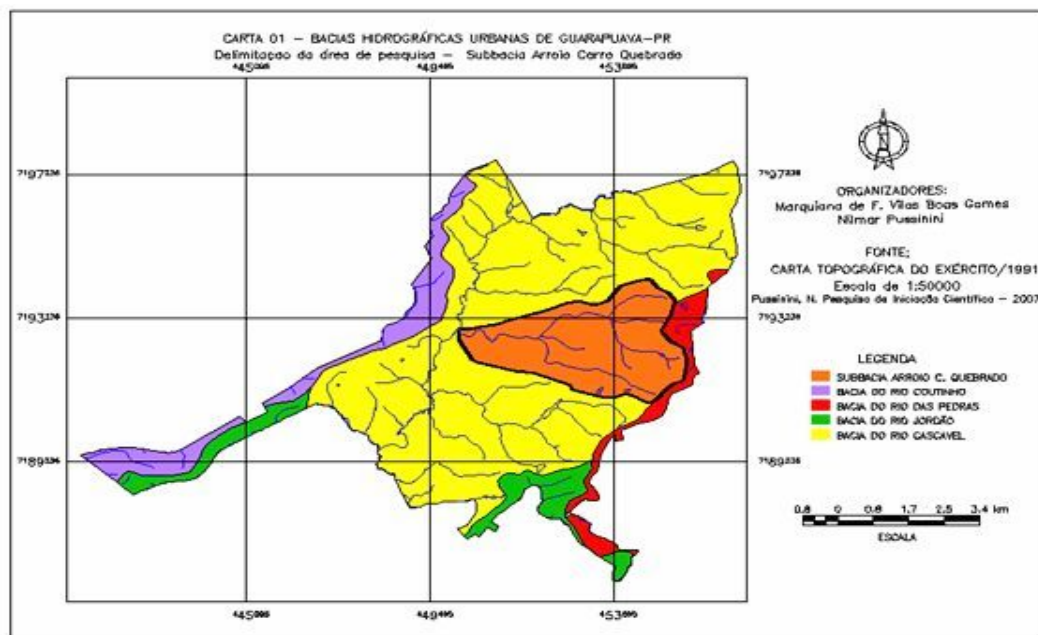 CARTA 01 – BACIAS HIDROGRÁFICAS URBANAS DE GUARAPUAVA–PR
Delimitação da área de pesquisa – Subbacia Arroio Carro Quebrado
ORGANIZADORES:
Marquiana de F. Vilas Boas Gomes
Nilmar Pussinini
FONTE:
CARTA TOPOGRÁFICA DO EXÉRCITO/1991
Escala de 1:50000
Pussinini, N. Pesquisa de Iniciação Científica – 2007
LEGENDA
SUBBACIA ARROIO C. QUEBRADO
BACIA DO RIO COUTINHO
BACIA DO RIO DAS PEDRAS
BACIA DO RIO JORDÃO
BACIA DO RIO CASCAVEL
0.8 0 0.8 1.7 2.5 3.4 km
ESCALA